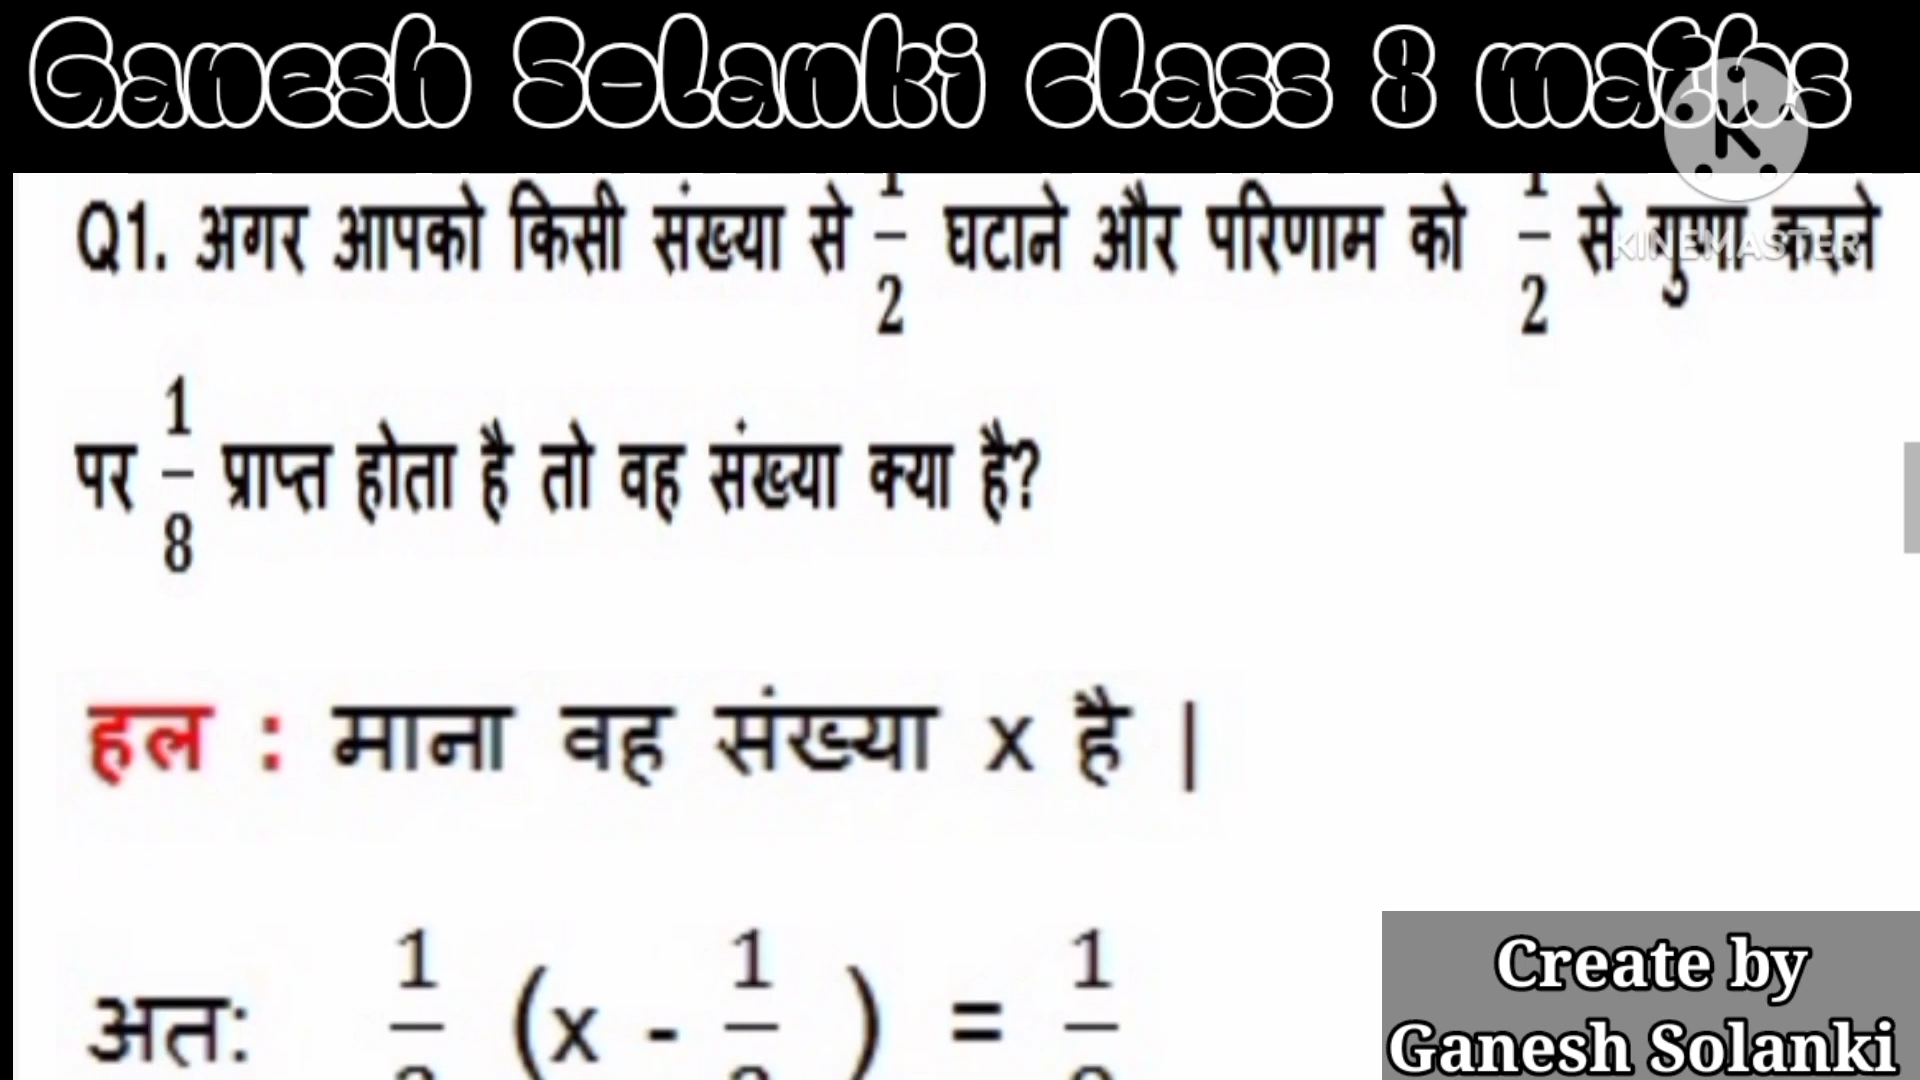 Ganesh Solanki class 8 maths
Q1. अगर आपको किसी संख्या से 1/2 घटाने और परिणाम को 1/2 से गुणा करने
KINEMASTER
पर 1/8 प्राप्त होता है तो वह संख्या क्या है?
हल : माना वह संख्या x है |
अत: 1/2 (x - 1/2 ) = 1/8
Create by
Ganesh Solanki